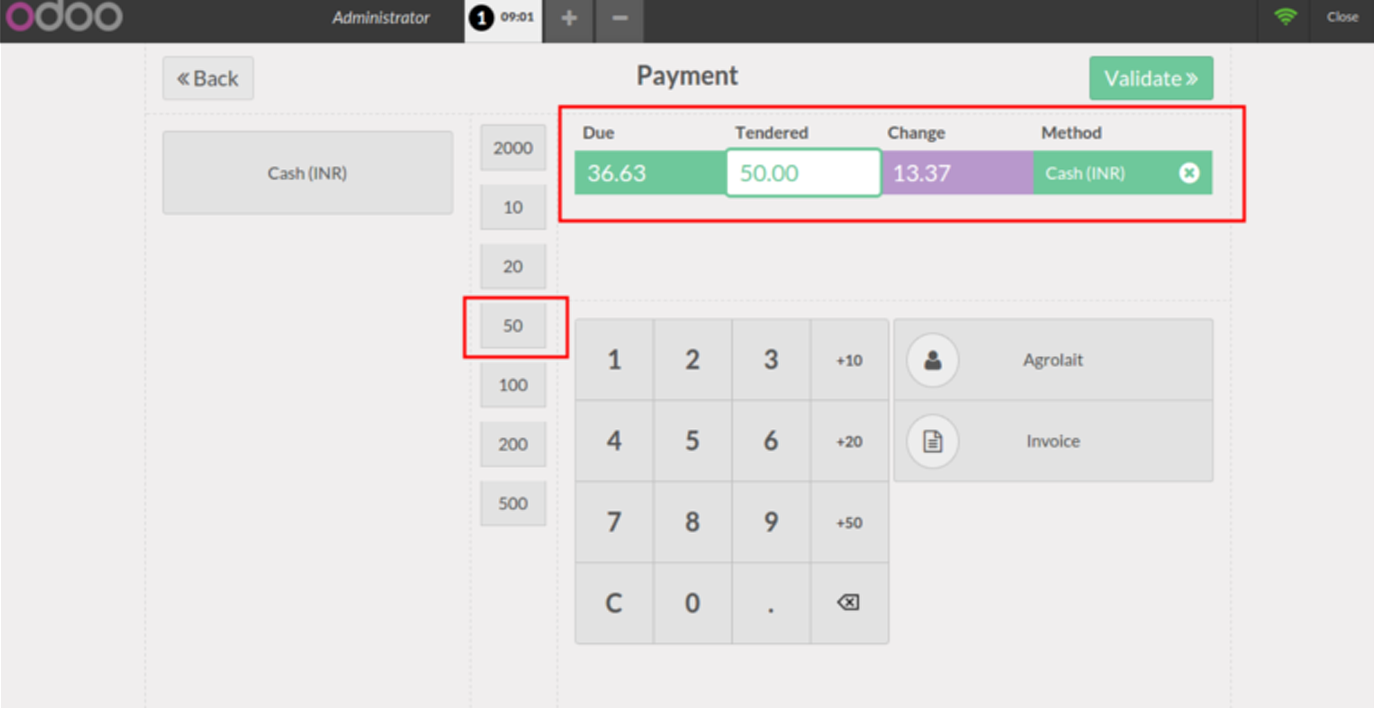 odoo Administrator 1 09:01 + − Close
« Back Payment Validate »
Due Tendered Change Method
36.63 50.00 13.37 Cash (INR)
Cash (INR)
2000
10
20
50
100
200
500
1 2 3 +10
4 5 6 +20
7 8 9 +50
C 0 .
Agrolait
Invoice